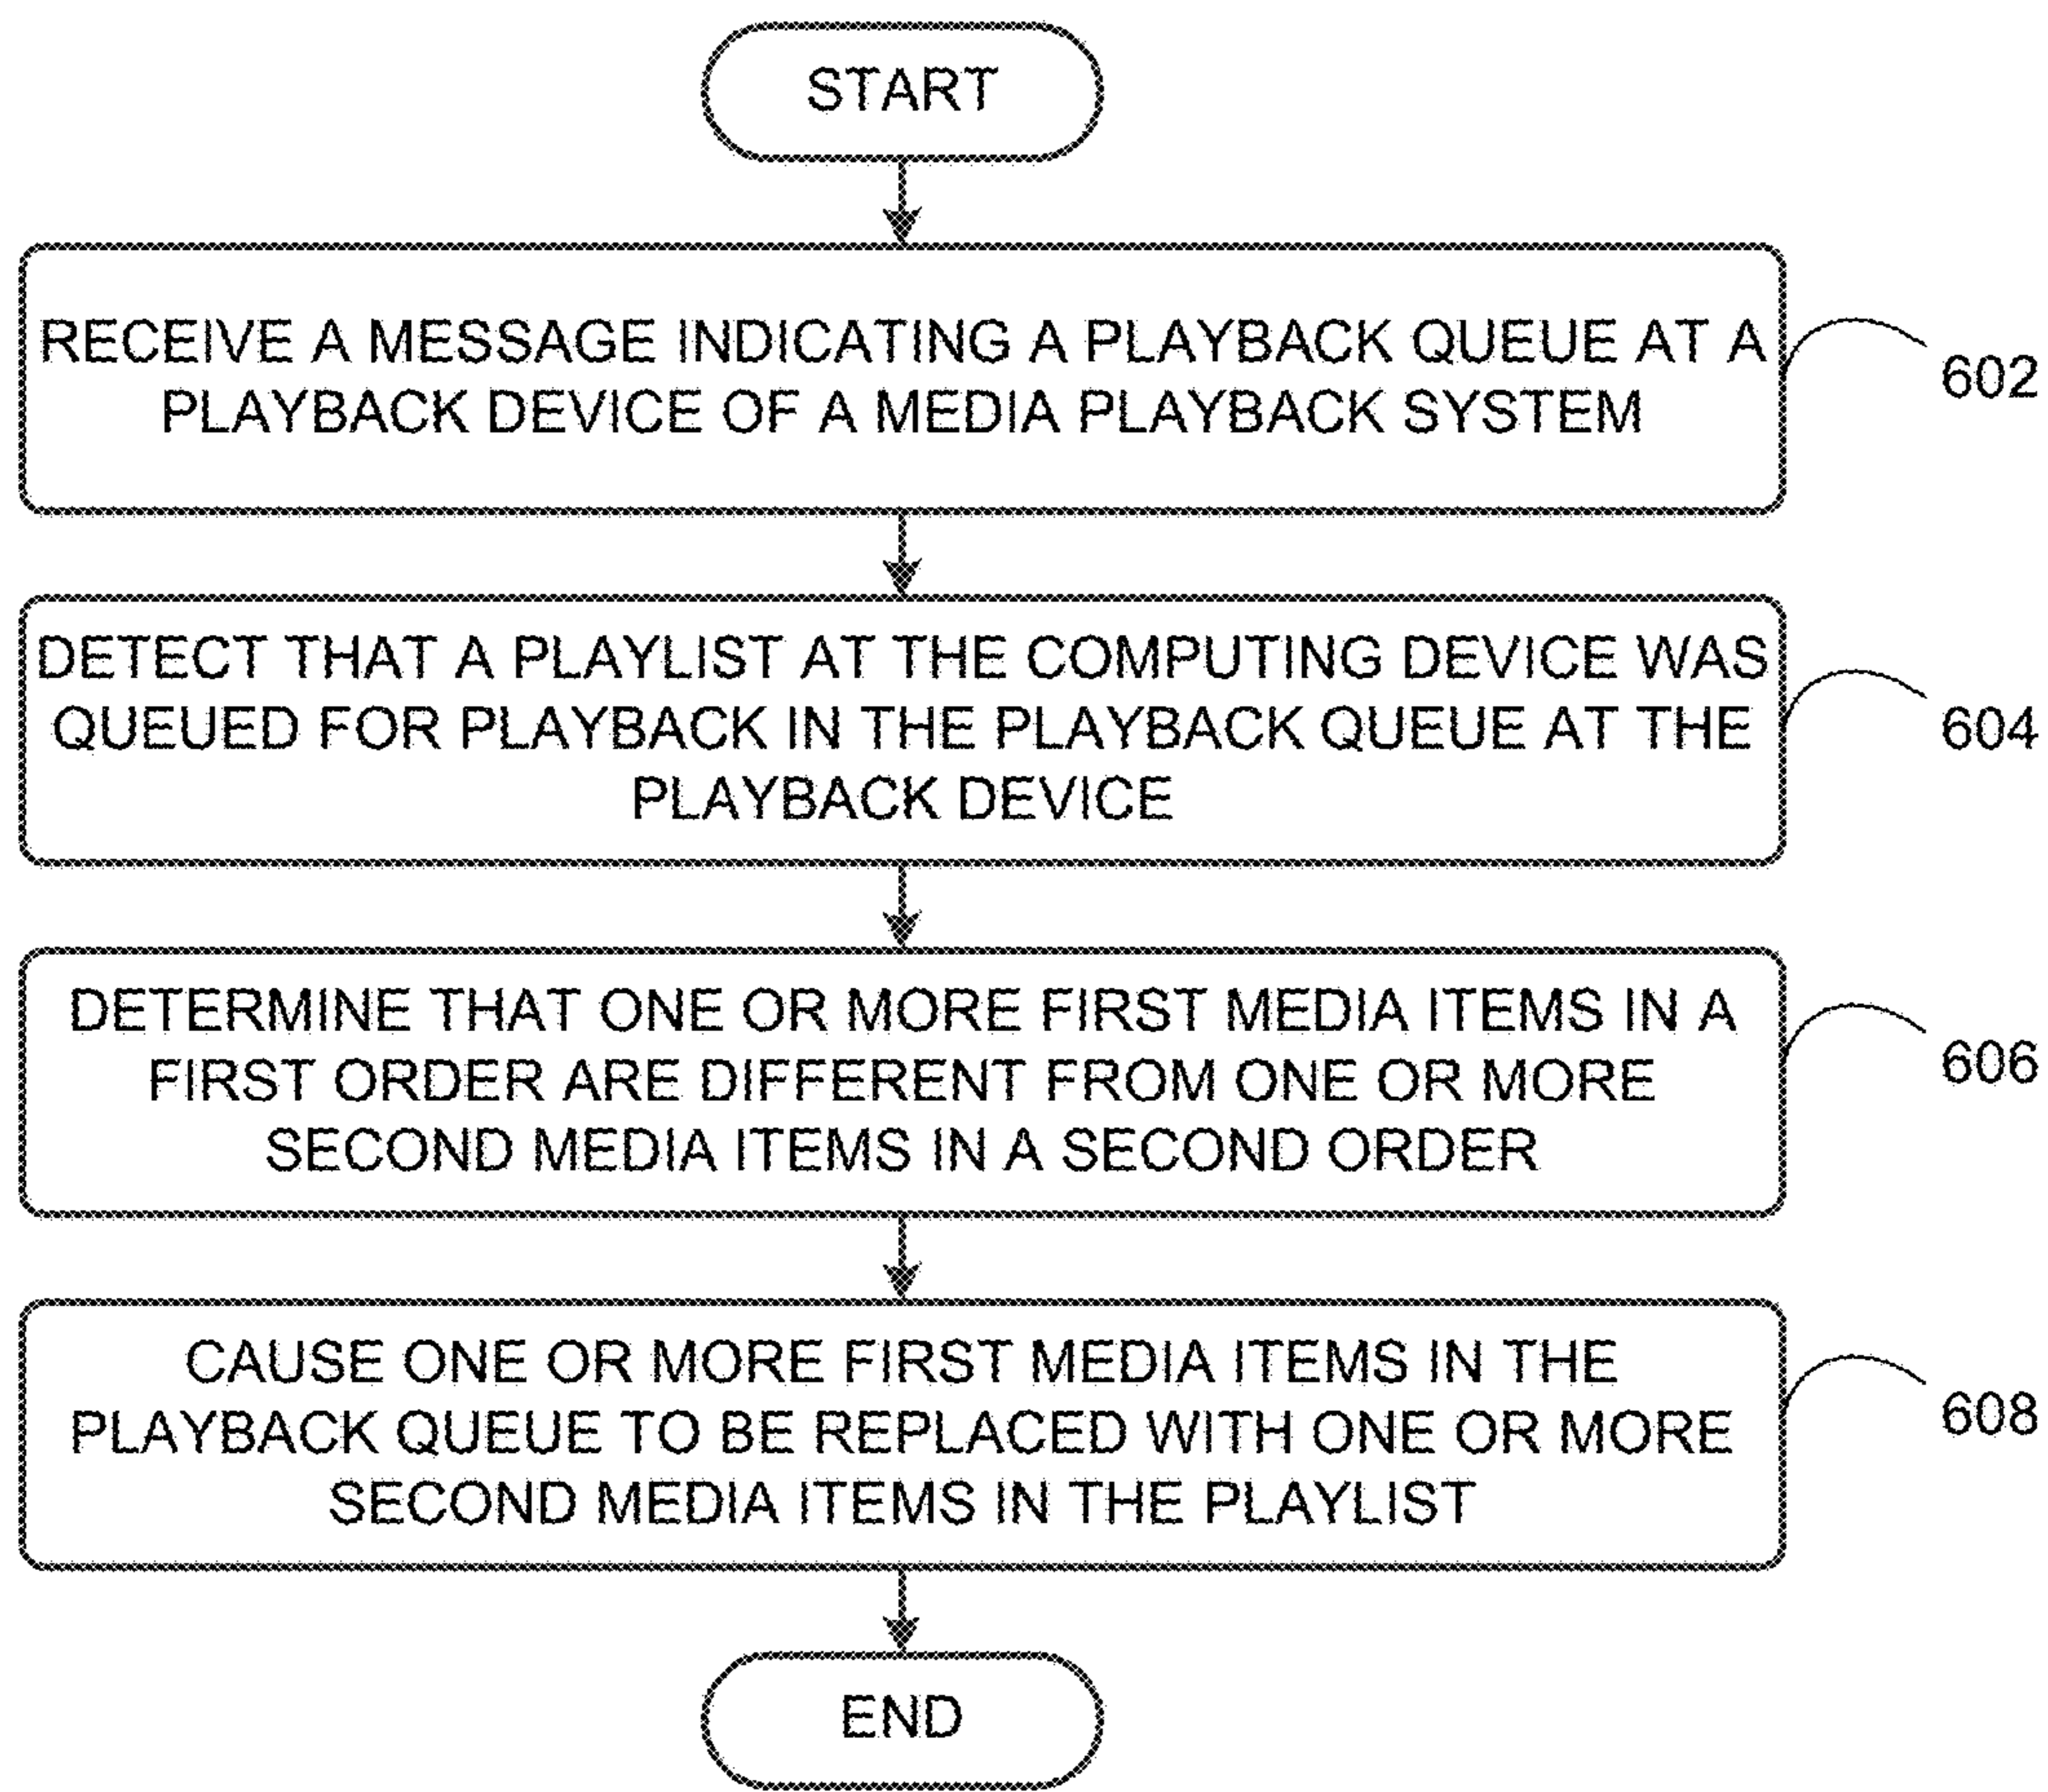 START
RECEIVE A MESSAGE INDICATING A PLAYBACK QUEUE AT A
PLAYBACK DEVICE OF A MEDIA PLAYBACK SYSTEM
602
DETECT THAT A PLAYLIST AT THE COMPUTING DEVICE WAS
QUEUED FOR PLAYBACK IN THE PLAYBACK QUEUE AT THE
PLAYBACK DEVICE
604
DETERMINE THAT ONE OR MORE FIRST MEDIA ITEMS IN A
FIRST ORDER ARE DIFFERENT FROM ONE OR MORE
SECOND MEDIA ITEMS IN A SECOND ORDER
606
CAUSE ONE OR MORE FIRST MEDIA ITEMS IN THE
PLAYBACK QUEUE TO BE REPLACED WITH ONE OR MORE
SECOND MEDIA ITEMS IN THE PLAYLIST
608
END